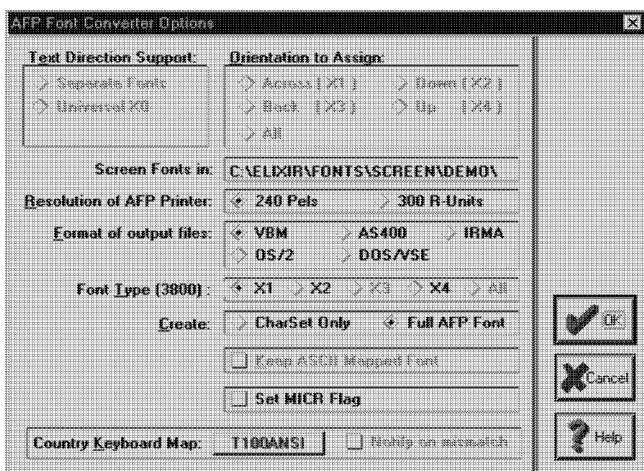 AFP Font Converter Options
Text Direction Support:
Separate Fonts
Universal X0
Orientation to Assign:
Across ( X1 ) Down ( X2 )
Back ( X3 ) Up ( X4 )
All
Screen Fonts in: C:\ELIXIR\FONTS\SCREEN\DEMO\
Resolution of AFP Printer: 240 Pels 300 R-Units
Format of output files: VBM AS400 IRMA
OS/2 DOS/VSE
Font Type (3800) : X1 X2 X3 X4 All
Create: CharSet Only Full AFP Font
Keep ASCII Mapped Font
Set MICR Flag
Country Keyboard Map: T100ANSI Notify on mismatch
OK
Cancel
Help